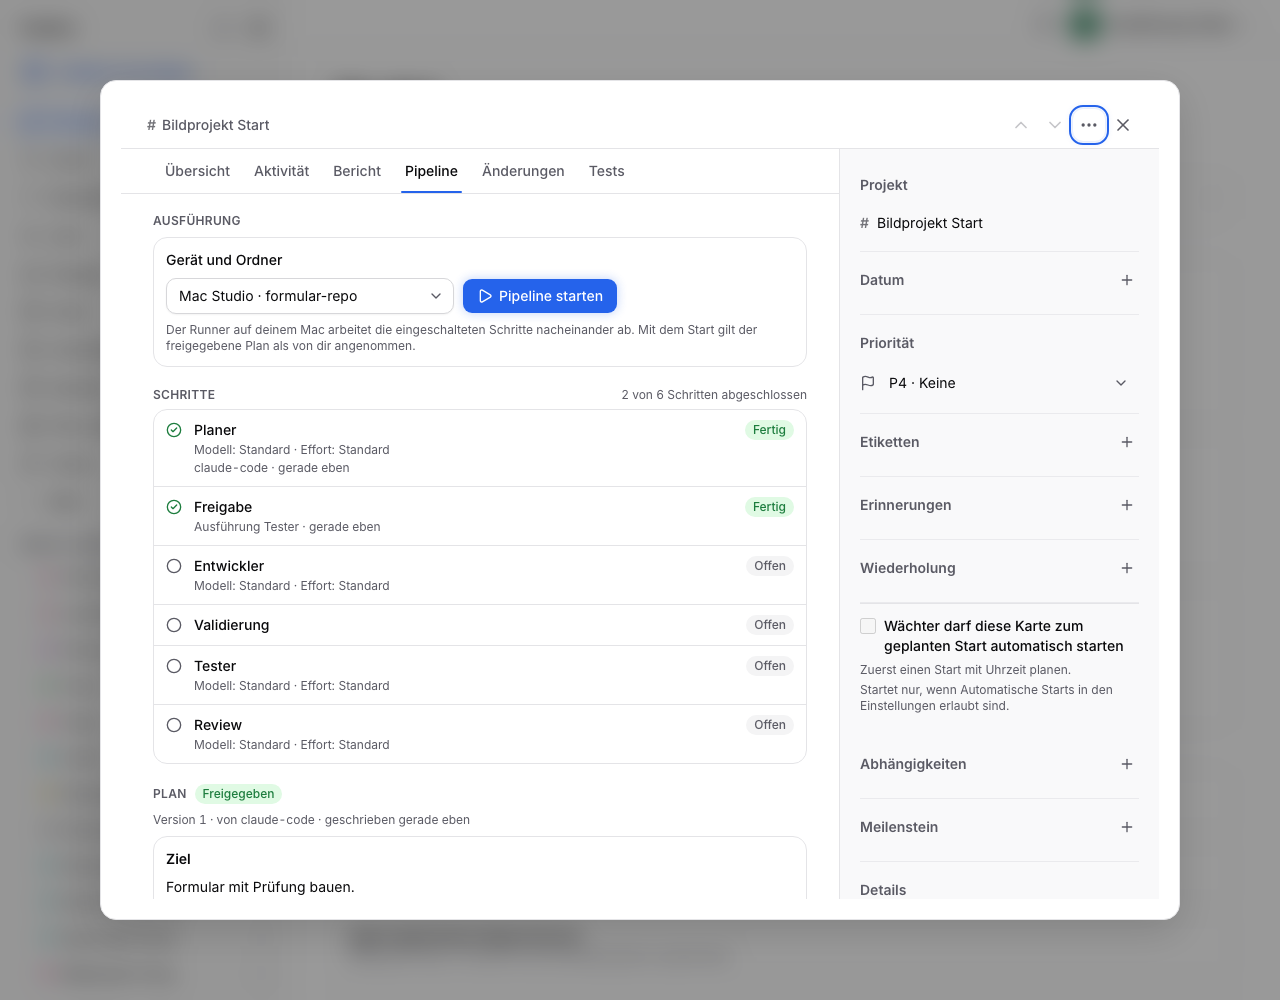 # Bildprojekt Start
Übersicht Aktivität Bericht Pipeline Änderungen Tests
AUSFÜHRUNG
Gerät und Ordner
Mac Studio · formular-repo
Pipeline starten
Der Runner auf deinem Mac arbeitet die eingeschalteten Schritte nacheinander ab. Mit dem Start gilt der
freigegebene Plan als von dir angenommen.
SCHRITTE
2 von 6 Schritten abgeschlossen
Planer
Fertig
Modell: Standard · Effort: Standard
claude-code · gerade eben
Freigabe
Fertig
Ausführung Tester · gerade eben
Entwickler
Offen
Modell: Standard · Effort: Standard
Validierung
Offen
Tester
Offen
Modell: Standard · Effort: Standard
Review
Offen
Modell: Standard · Effort: Standard
PLAN
Freigegeben
Version 1 · von claude-code · geschrieben gerade eben
Ziel
Formular mit Prüfung bauen.
Projekt
# Bildprojekt Start
Datum
Priorität
P4 · Keine
Etiketten
Erinnerungen
Wiederholung
Wächter darf diese Karte zum
geplanten Start automatisch starten
Zuerst einen Start mit Uhrzeit planen.
Startet nur, wenn Automatische Starts in den
Einstellungen erlaubt sind.
Abhängigkeiten
Meilenstein
Details